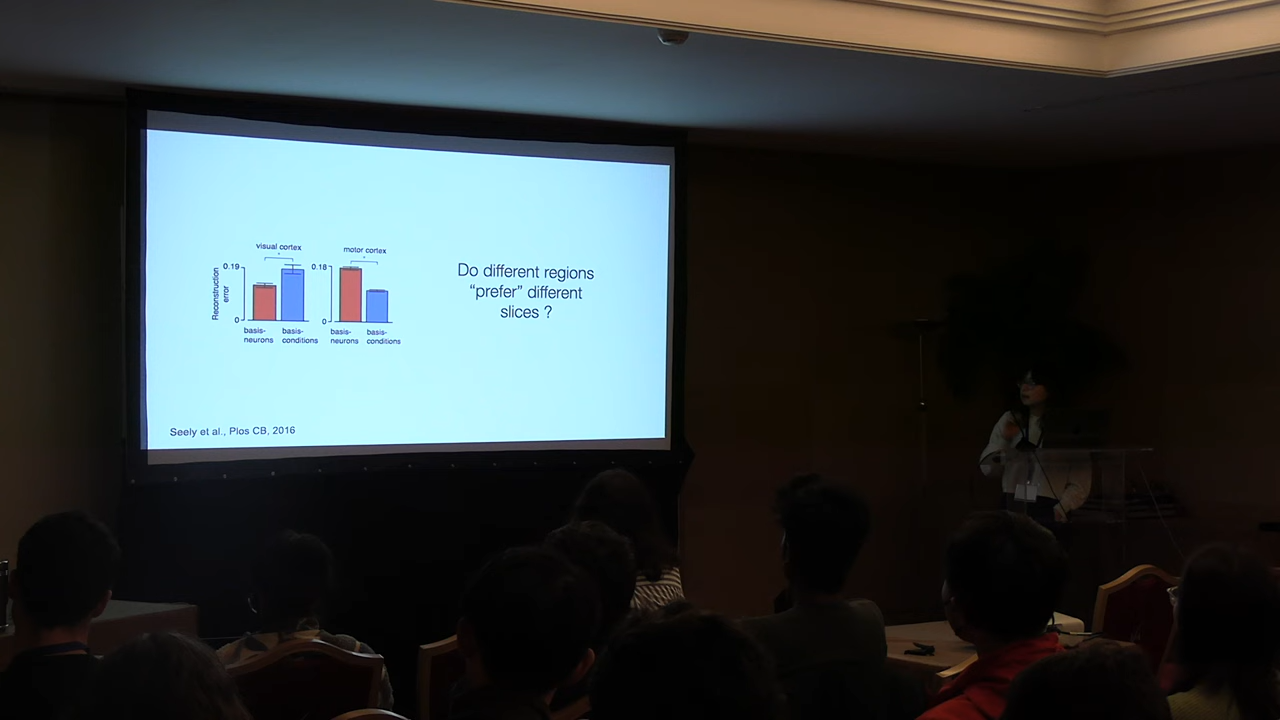 visual cortex
*
0.19
Reconstruction
error
0
basis-
neurons
basis-
conditions
motor cortex
*
0.18
0
basis-
neurons
basis-
conditions
Do different regions
“prefer” different
slices ?
Seely et al., Plos CB, 2016